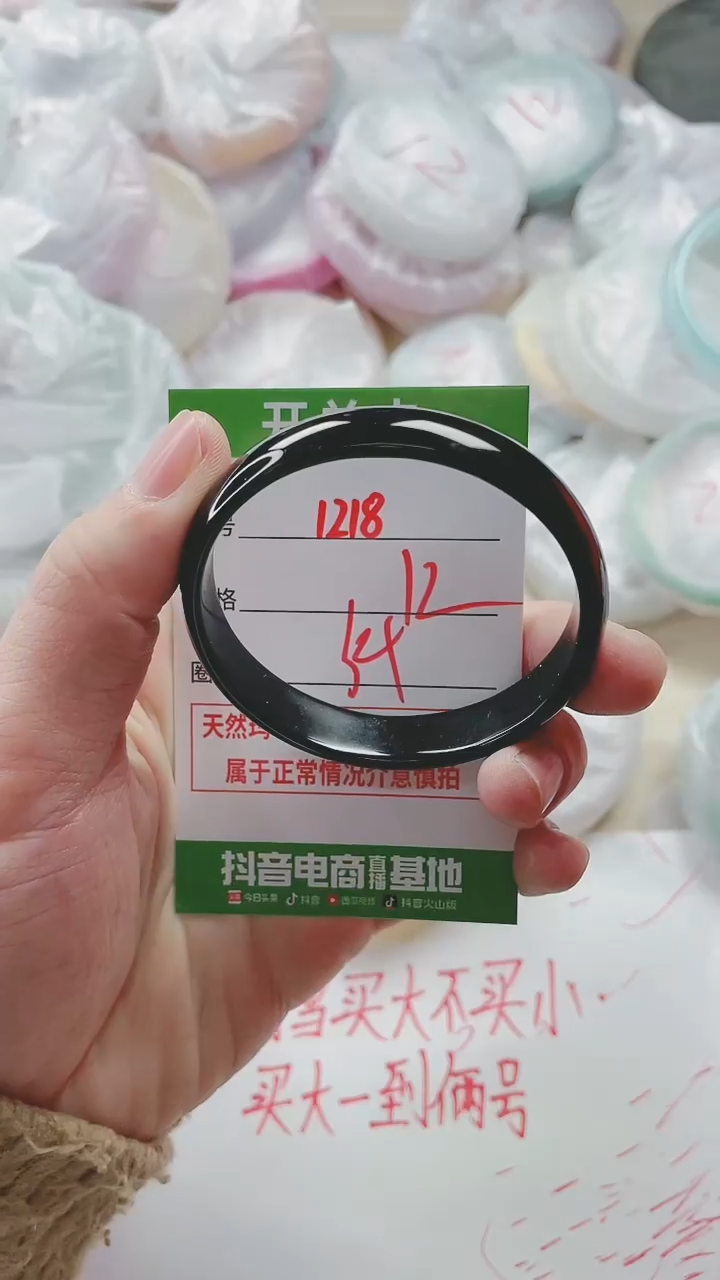 12
12
开单
号 1218
格 12
圈 54
天然玛
属于正常情况介意慎拍
抖音电商直播基地
今日头条 抖音 西瓜视频 抖音火山版
买大不买小
买大一到俩号